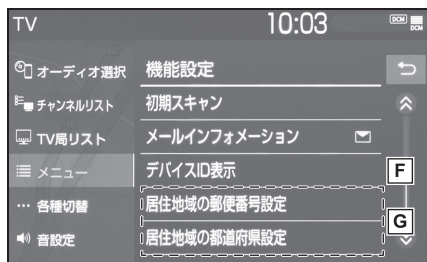 TV
10:03
DCM
DCM
オーディオ選択
チャンネルリスト
TV局リスト
メニュー
各種切替
音設定
機能設定
初期スキャン
メールインフォメーション
デバイスID表示
居住地域の郵便番号設定
居住地域の都道府県設定
F
G